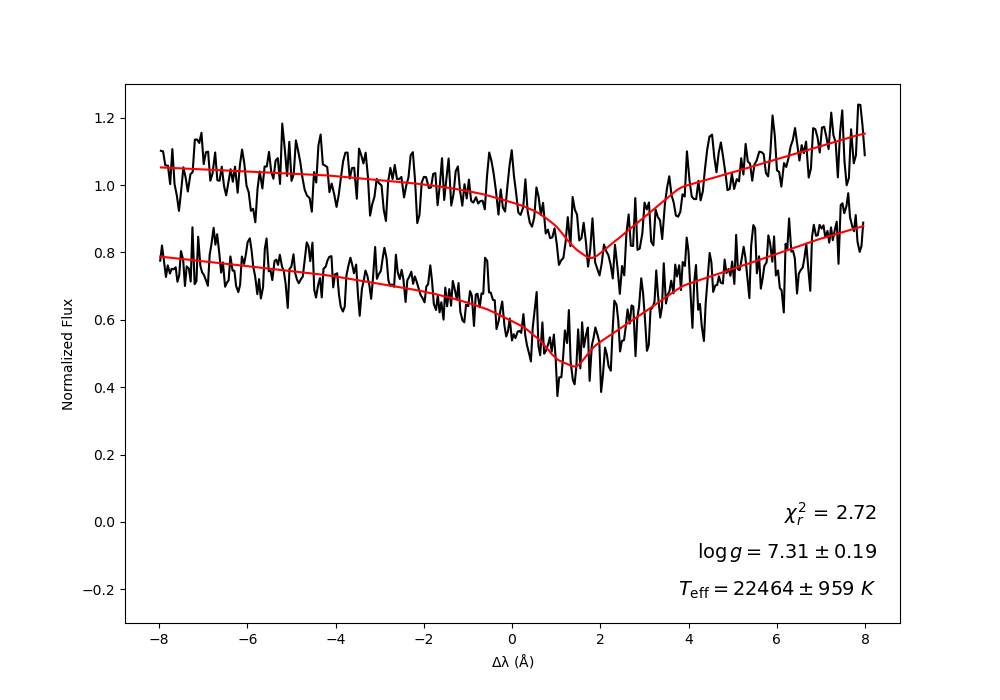 1.2
1.0
0.8
0.6
0.4
0.2
0.0
−0.2
Normalized Flux
χ²ᵣ = 2.72
log g = 7.31 ± 0.19
T_eff = 22464 ± 959 K
−8 −6 −4 −2 0 2 4 6 8
Δλ (Å)